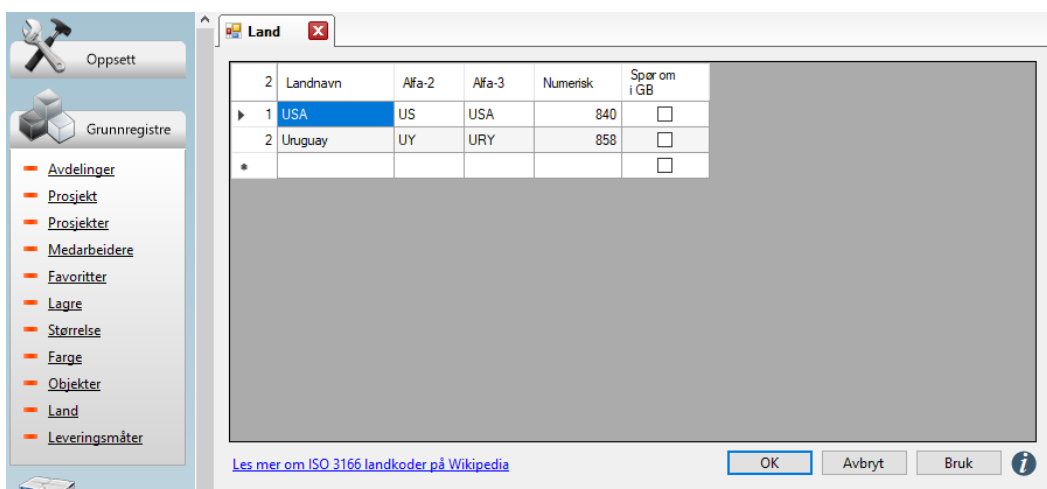 Oppsett
Grunnregistre
Avdelinger
Prosjekt
Prosjekter
Medarbeidere
Favoritter
Lagre
Størrelse
Farge
Objekter
Land
Leveringsmåter
Land
2 Landnavn Alfa-2 Alfa-3 Numerisk Spør om
i GB
1 USA US USA 840
2 Uruguay UY URY 858
Les mer om ISO 3166 landkoder på Wikipedia
OK Avbryt Bruk i